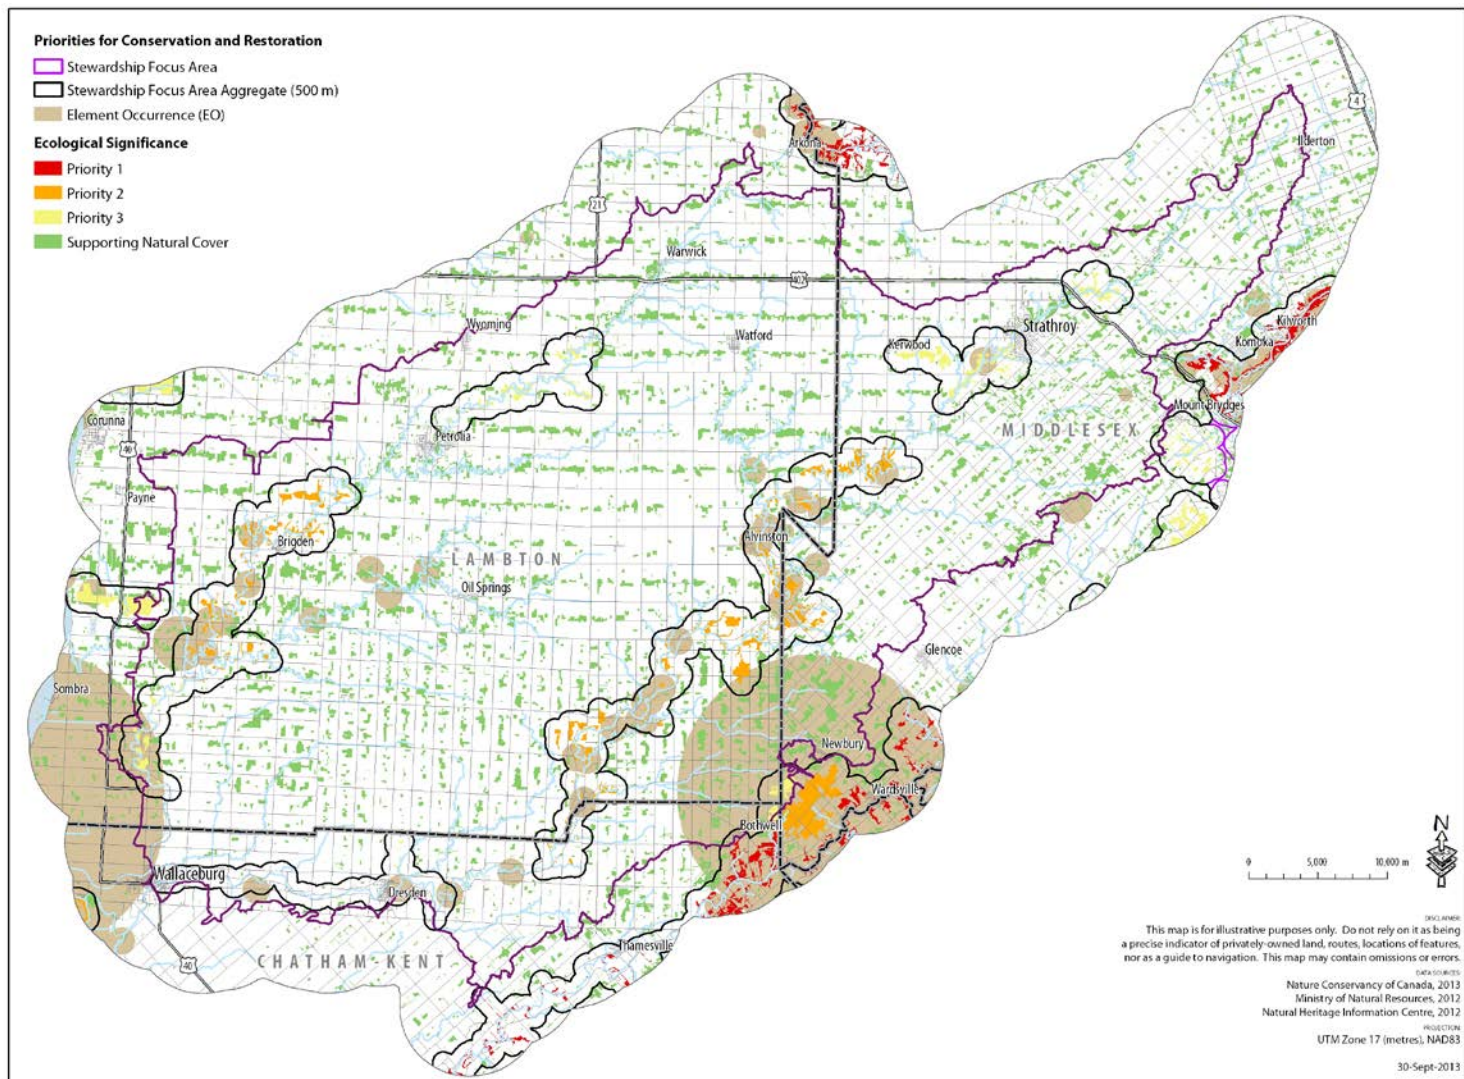 Priorities for Conservation and Restoration
Stewardship Focus Area
Stewardship Focus Area Aggregate (500 m)
Element Occurrence (EO)
Ecological Significance
Priority 1
Priority 2
Priority 3
Supporting Natural Cover
4
Ilderton
Arkona
21
Warwick
402
Wyoming
Watford
Kerwood
Strathroy
Kilworth
Komoka
Mount Brydges
Corunna
40
Petrolia
MIDDLESEX
Payne
Brigden
Alvinston
LAMBTON
Oil Springs
Glencoe
Sombra
Newbury
Wardsville
Bothwell
Wallaceburg
Dresden
Thamesville
40
CHATHAM-KENT
N
0 5,000 10,000 m
DISCLAIMER:
This map is for illustrative purposes only. Do not rely on it as being
a precise indicator of privately-owned land, routes, locations of features,
nor as a guide to navigation. This map may contain omissions or errors.
DATA SOURCES:
Nature Conservancy of Canada, 2013
Ministry of Natural Resources, 2012
Natural Heritage Information Centre, 2012
PROJECTION:
UTM Zone 17 (metres), NAD83
30-Sept-2013